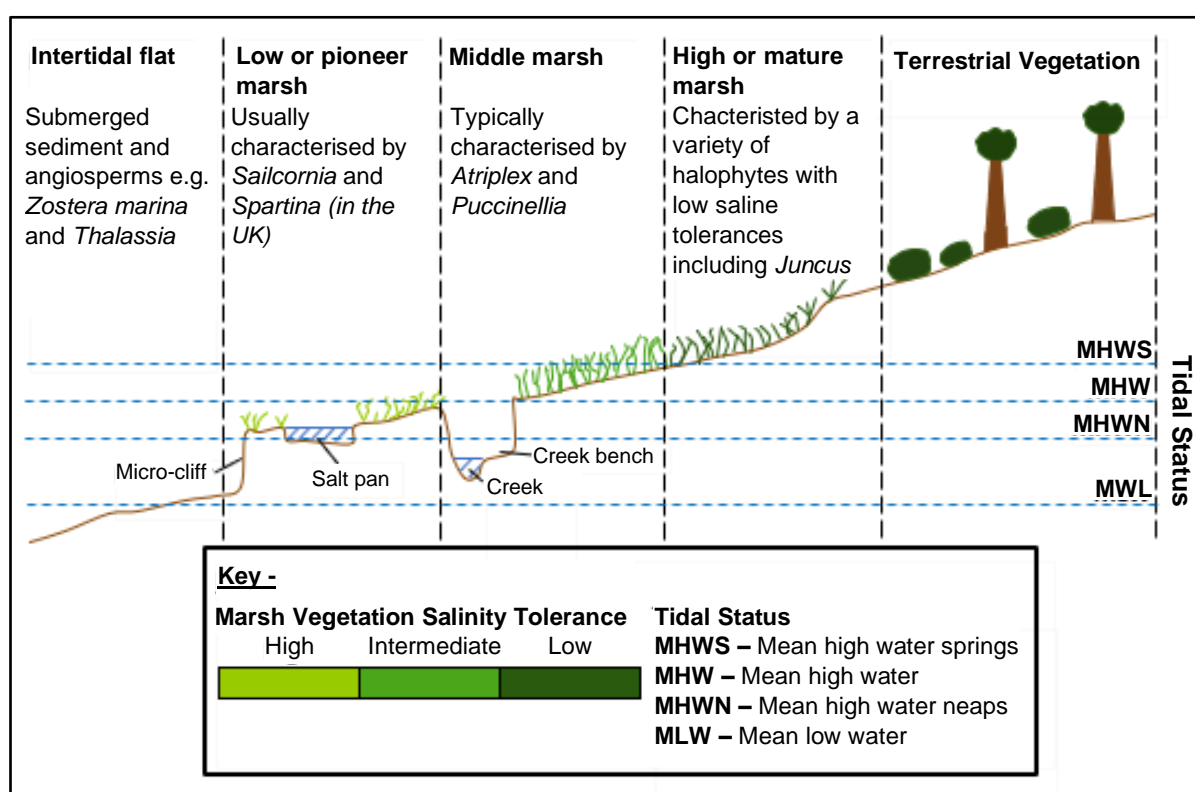 Intertidal flat
Submerged
sediment and
angiosperms e.g.
Zostera marina
and Thalassia
Low or pioneer
marsh
Usually
characterised by
Sailcornia and
Spartina (in the
UK)
Middle marsh
Typically
characterised by
Atriplex and
Puccinellia
High or mature
marsh
Chacteristed by a
variety of
halophytes with
low saline
tolerances
including Juncus
Terrestrial Vegetation
MHWS
MHW
MHWN
MWL
Tidal Status
Micro-cliff
Salt pan
Creek bench
Creek
Key -
Marsh Vegetation Salinity Tolerance
High Intermediate Low
Tidal Status
MHWS – Mean high water springs
MHW – Mean high water
MHWN – Mean high water neaps
MLW – Mean low water